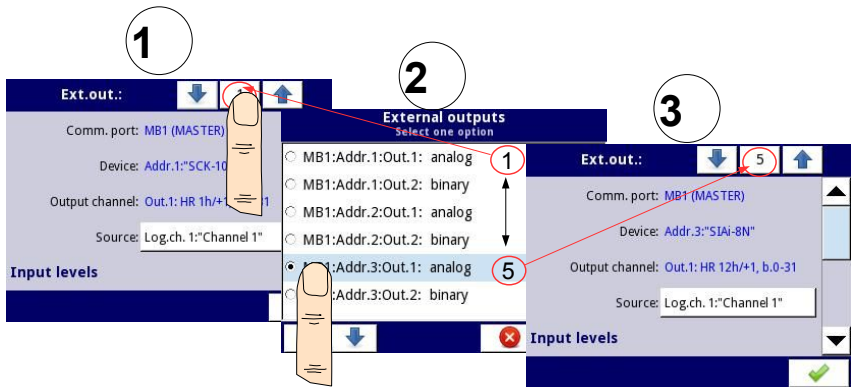 1
Ext.out.:
Comm. port: MB1 (MASTER)
Device: Addr.1:"SCK-10
Output channel: Out.1: HR 1h/+1
Source: Log.ch. 1:"Channel 1"
Input levels
2
External outputs
Select one option
MB1:Addr.1:Out.1: analog
1
MB1:Addr.1:Out.2: binary
MB1:Addr.2:Out.1: analog
MB1:Addr.2:Out.2: binary
:Addr.3:Out.1: analog
5
:Addr.3:Out.2: binary
3
Ext.out.:
5
Comm. port: MB1 (MASTER)
Device: Addr.3:"SIAi-8N"
Output channel: Out.1: HR 12h/+1, b.0-31
Source: Log.ch. 1:"Channel 1"
Input levels